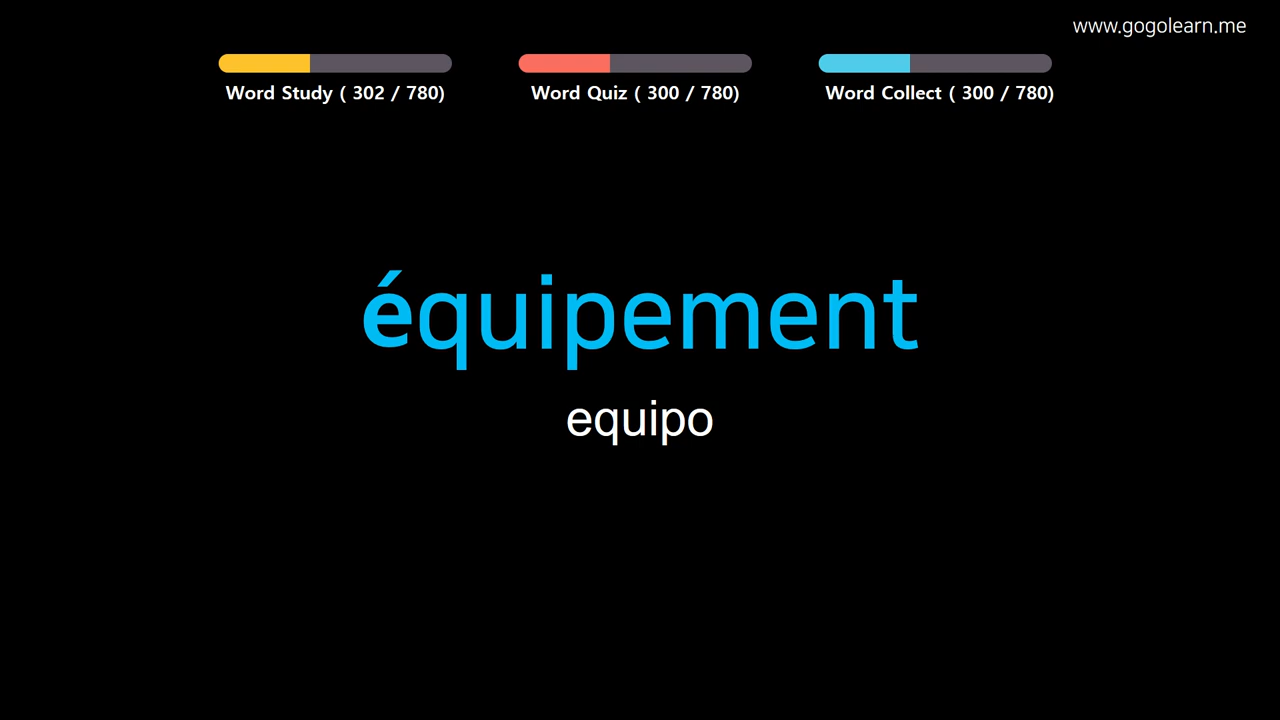 www.gogolearn.me
Word Study ( 302 / 780)
Word Quiz ( 300 / 780)
Word Collect ( 300 / 780)
équipement
equipo